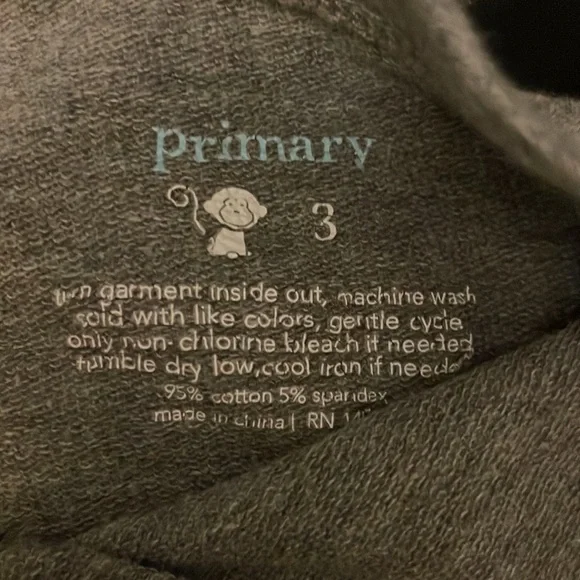 primary
3
turn garment inside out, machine wash
cold with like colors, gentle cycle
only non-chlorine bleach if needed
tumble dry low, cool iron if needed
95% cotton 5% spandex
made in china | RN